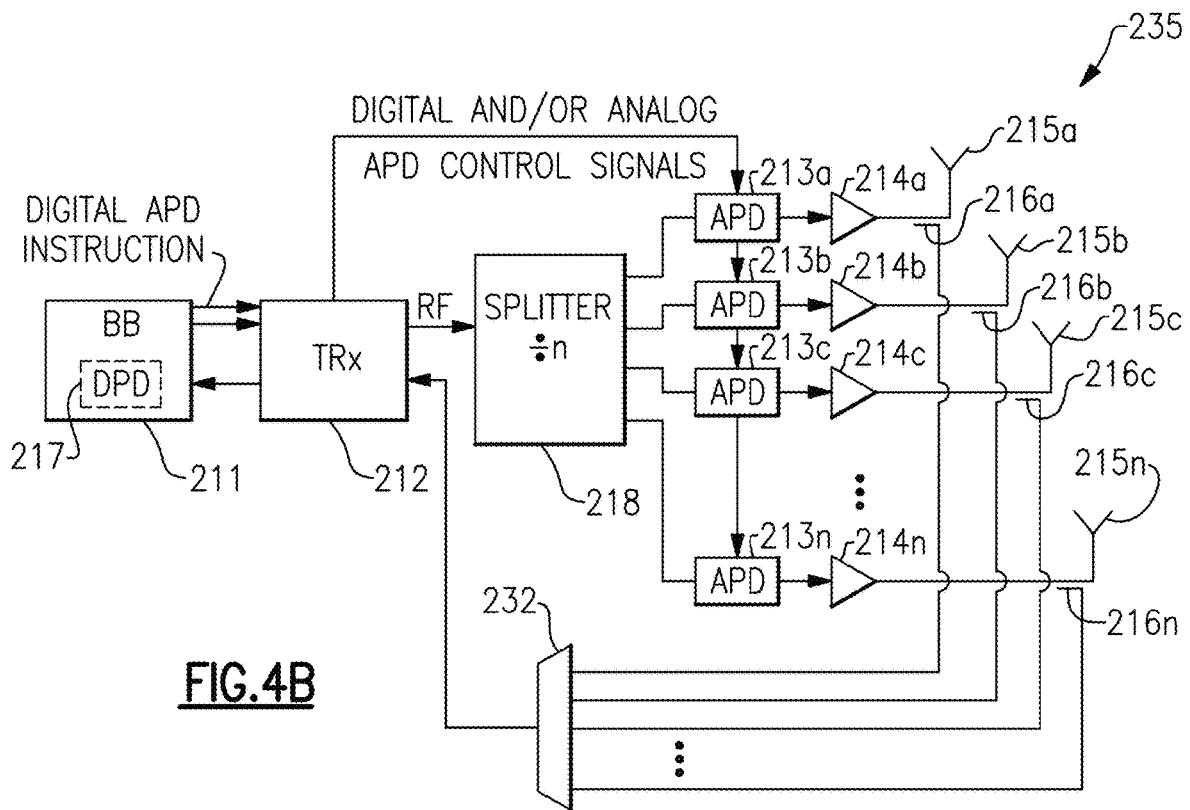 235
DIGITAL AND/OR ANALOG
APD CONTROL SIGNALS
215a
213a
214a
APD
216a
DIGITAL APD
INSTRUCTION
215b
213b
214b
APD
216b
BB
DPD
TRx
RF
SPLITTER
÷n
215c
213c
214c
APD
216c
217
211
212
218
215n
213n
214n
APD
216n
232
FIG.4B